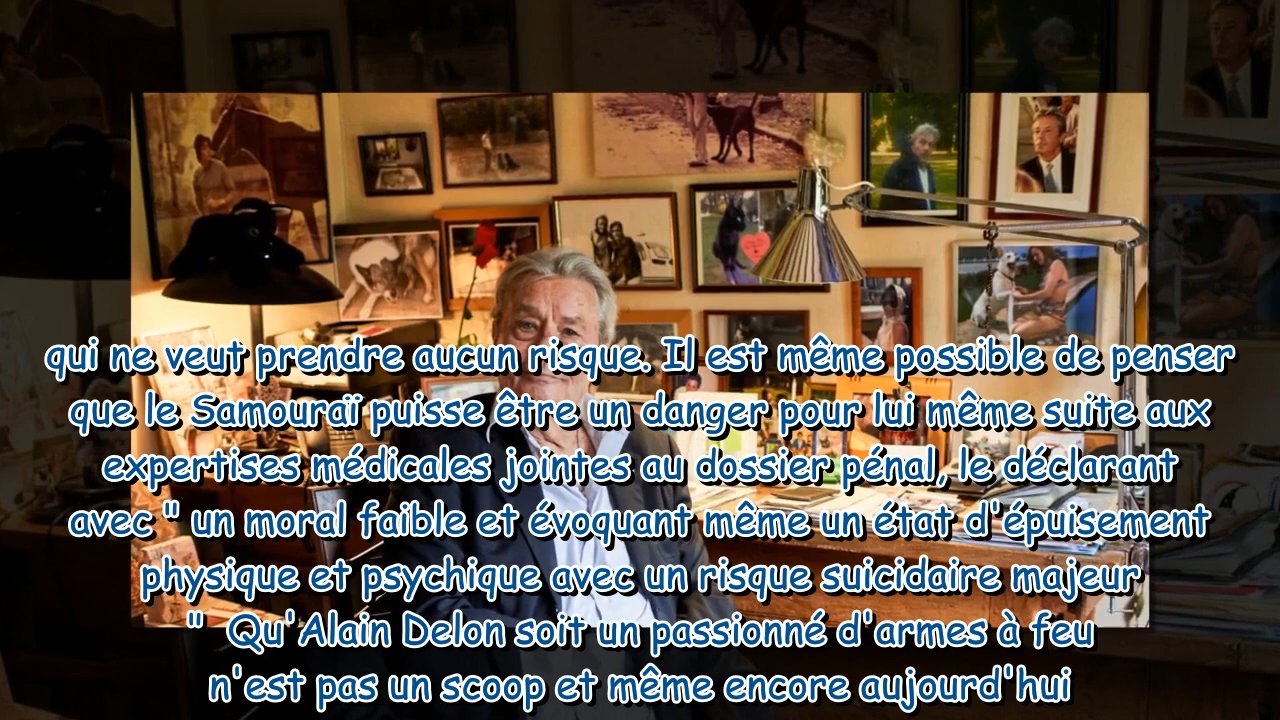 qui ne veut prendre aucun risque. Il est même possible de penser
que le Samouraï puisse être un danger pour lui même suite aux
expertises médicales jointes au dossier pénal, le déclarant
avec " un moral faible et évoquant même un état d'épuisement
physique et psychique avec un risque suicidaire majeur
" Qu'Alain Delon soit un passionné d'armes à feu
n'est pas un scoop et même encore aujourd'hui